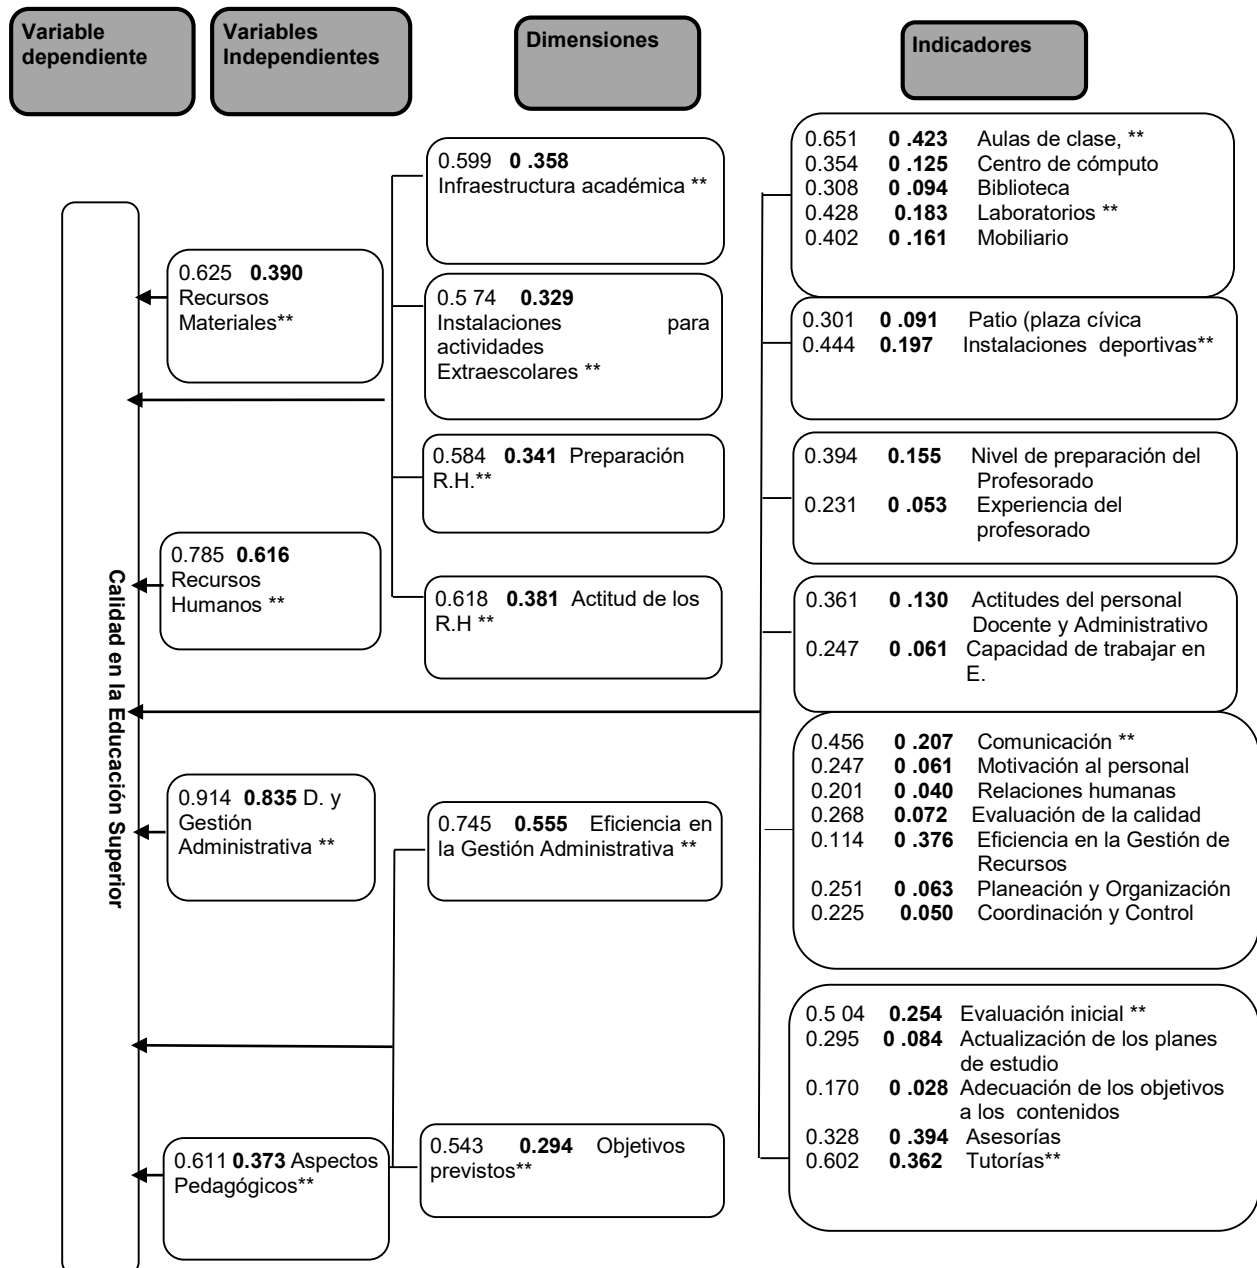 Variable
dependiente
Variables
Independientes
Dimensiones
Indicadores
Calidad en la Educación Superior
0.625 0.390
Recursos
Materiales**
0.785 0.616
Recursos
Humanos **
0.914 0.835 D. y
Gestión
Administrativa **
0.611 0.373 Aspectos
Pedagógicos**
0.599 0 .358
Infraestructura académica **
0.5 74 0.329
Instalaciones para
actividades
Extraescolares **
0.584 0.341 Preparación
R.H.**
0.618 0.381 Actitud de los
R.H **
0.745 0.555 Eficiencia en
la Gestión Administrativa **
0.543 0.294 Objetivos
previstos**
0.651 0 .423 Aulas de clase, **
0.354 0 .125 Centro de cómputo
0.308 0 .094 Biblioteca
0.428 0.183 Laboratorios **
0.402 0 .161 Mobiliario
0.301 0 .091 Patio (plaza cívica
0.444 0.197 Instalaciones deportivas**
0.394 0.155 Nivel de preparación del
Profesorado
0.231 0 .053 Experiencia del
profesorado
0.361 0 .130 Actitudes del personal
Docente y Administrativo
0.247 0 .061 Capacidad de trabajar en
E.
0.456 0 .207 Comunicación **
0.247 0 .061 Motivación al personal
0.201 0 .040 Relaciones humanas
0.268 0.072 Evaluación de la calidad
0.114 0 .376 Eficiencia en la Gestión de
Recursos
0.251 0 .063 Planeación y Organización
0.225 0.050 Coordinación y Control
0.5 04 0.254 Evaluación inicial **
0.295 0 .084 Actualización de los planes
de estudio
0.170 0 .028 Adecuación de los objetivos
a los contenidos
0.328 0 .394 Asesorías
0.602 0.362 Tutorías**